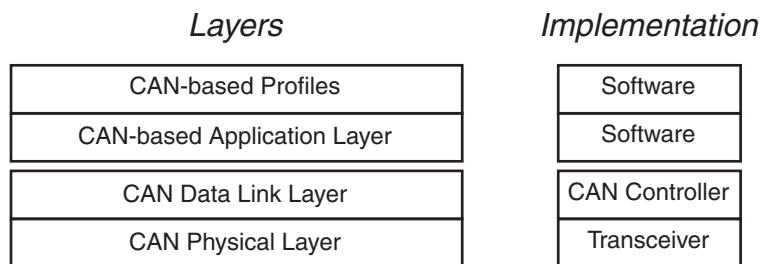 Layers Implementation
CAN-based Profiles Software
CAN-based Application Layer Software
CAN Data Link Layer CAN Controller
CAN Physical Layer Transceiver